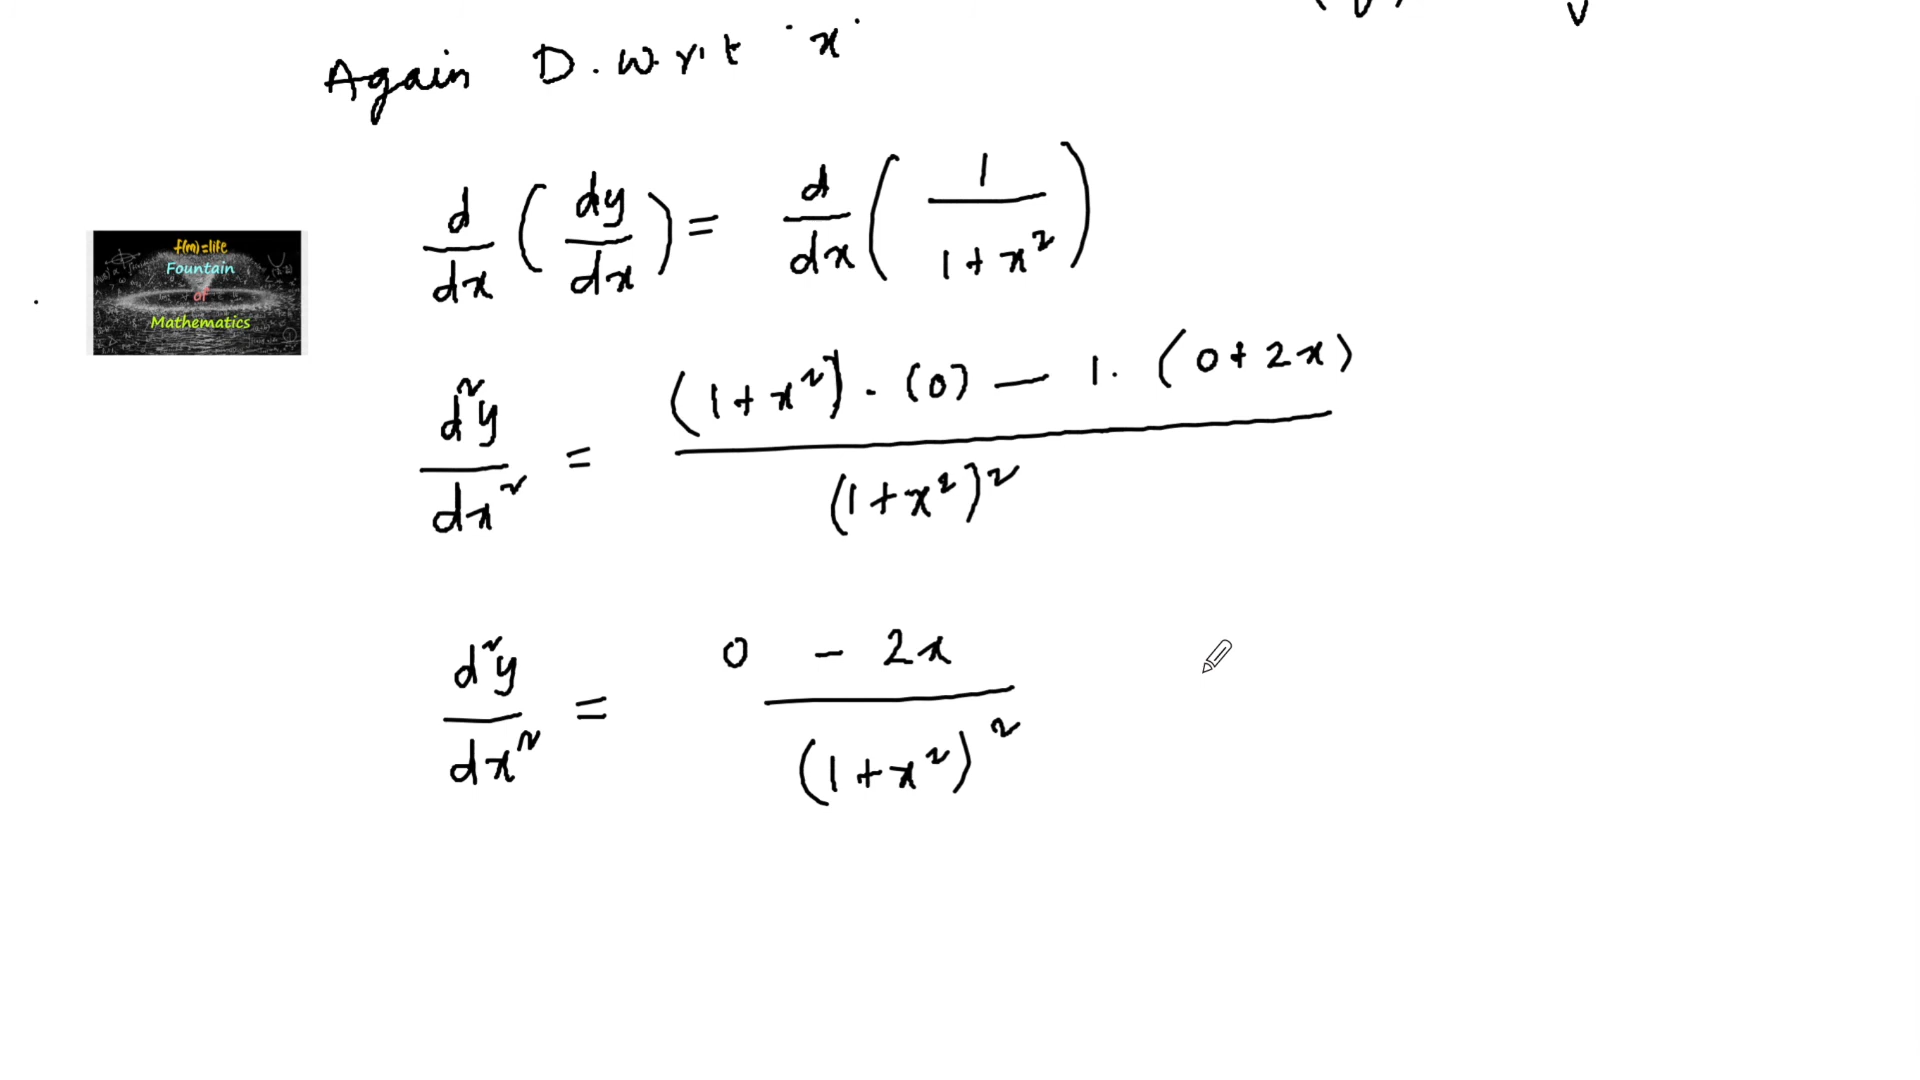 Again D.w.r.t 'x'
d/dx (dy/dx) = d/dx (1/(1+x²))
d²y/dx² = ((1+x²).(0) — 1.(0+2x))/(1+x²)²
d²y/dx² = (0 - 2x)/(1+x²)²
f(m)=life
Fountain
of
Mathematics